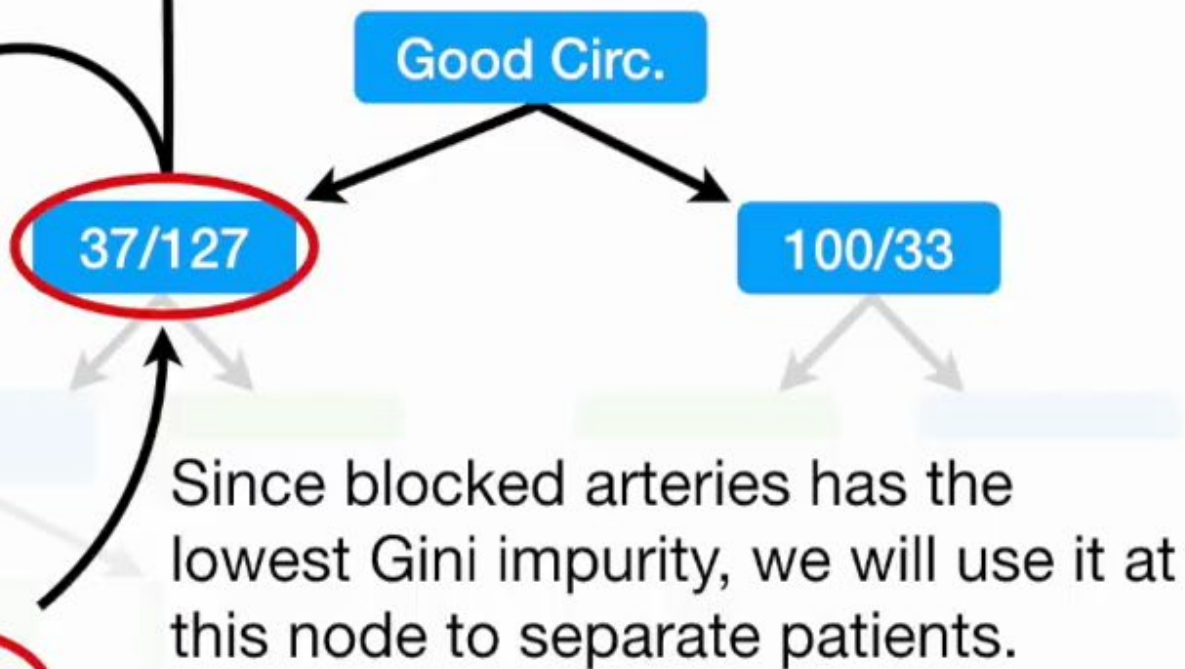 Good Circ.
37/127
100/33
Since blocked arteries has the
lowest Gini impurity, we will use it at
this node to separate patients.